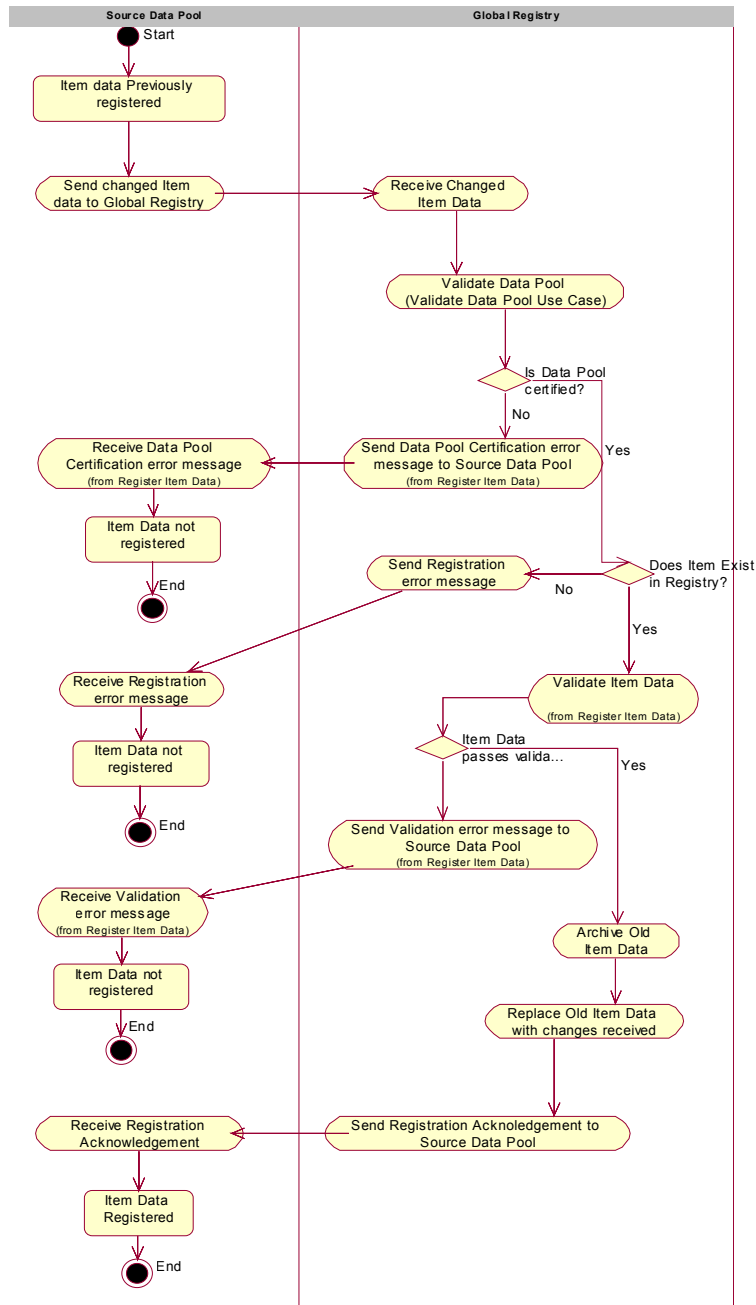 Source Data Pool
Global Registry
Start
Item data Previously
registered
Send changed Item
data to Global Registry
Receive Changed
Item Data
Validate Data Pool
(Validate Data Pool Use Case)
Is Data Pool
certified?
No
Yes
Receive Data Pool
Certification error message
(from Register Item Data)
Send Data Pool Certification error
message to Source Data Pool
(from Register Item Data)
Item Data not
registered
End
Send Registration
error message
No
Does Item Exist
in Registry?
Yes
Receive Registration
error message
Validate Item Data
(from Register Item Data)
Item Data not
registered
Item Data
passes valida...
Yes
End
Send Validation error message to
Source Data Pool
(from Register Item Data)
Receive Validation
error message
(from Register Item Data)
Archive Old
Item Data
Item Data not
registered
End
Replace Old Item Data
with changes received
Receive Registration
Acknowledgement
Send Registration Acknoledgement to
Source Data Pool
Item Data
Registered
End